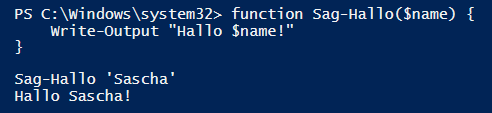 PS C:\Windows\system32> function Sag-Hallo($name) {
    Write-Output "Hallo $name!"
}

Sag-Hallo 'Sascha'
Hallo Sascha!